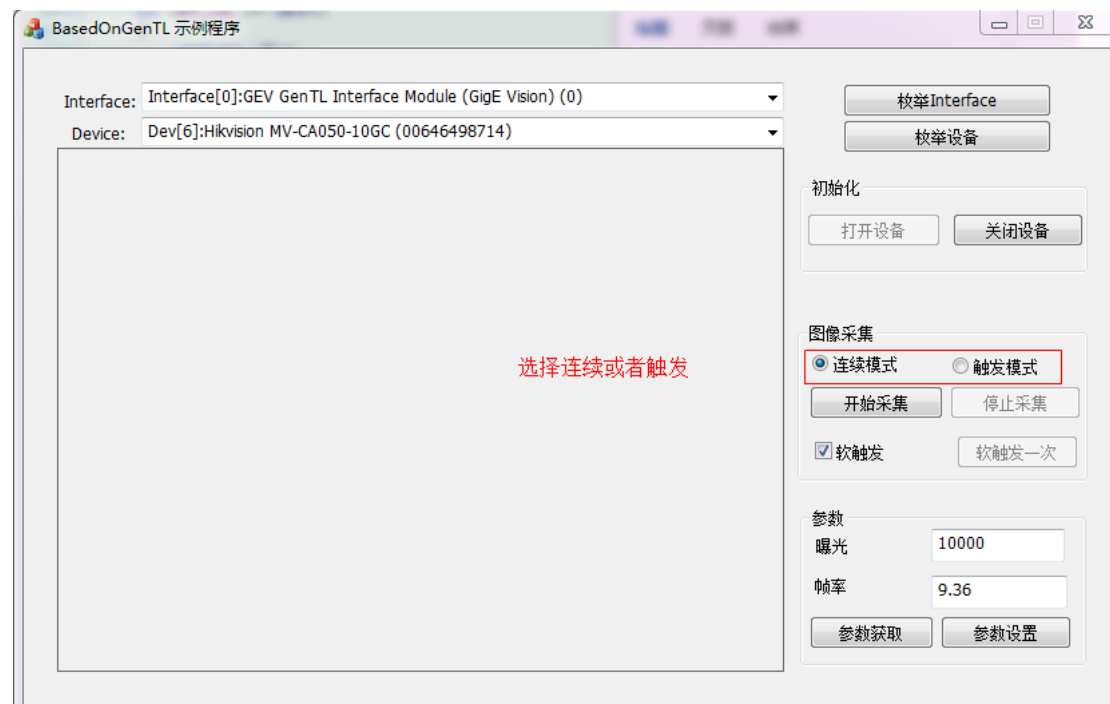 BasedOnGenTL 示例程序
Interface: Interface[0]:GEV GenTL Interface Module (GigE Vision) (0)
枚举Interface
Device: Dev[6]:Hikvision MV-CA050-10GC (00646498714)
枚举设备
初始化
打开设备 关闭设备
图像采集
选择连续或者触发
连续模式 触发模式
开始采集 停止采集
软触发 软触发一次
参数
曝光 10000
帧率 9.36
参数获取 参数设置